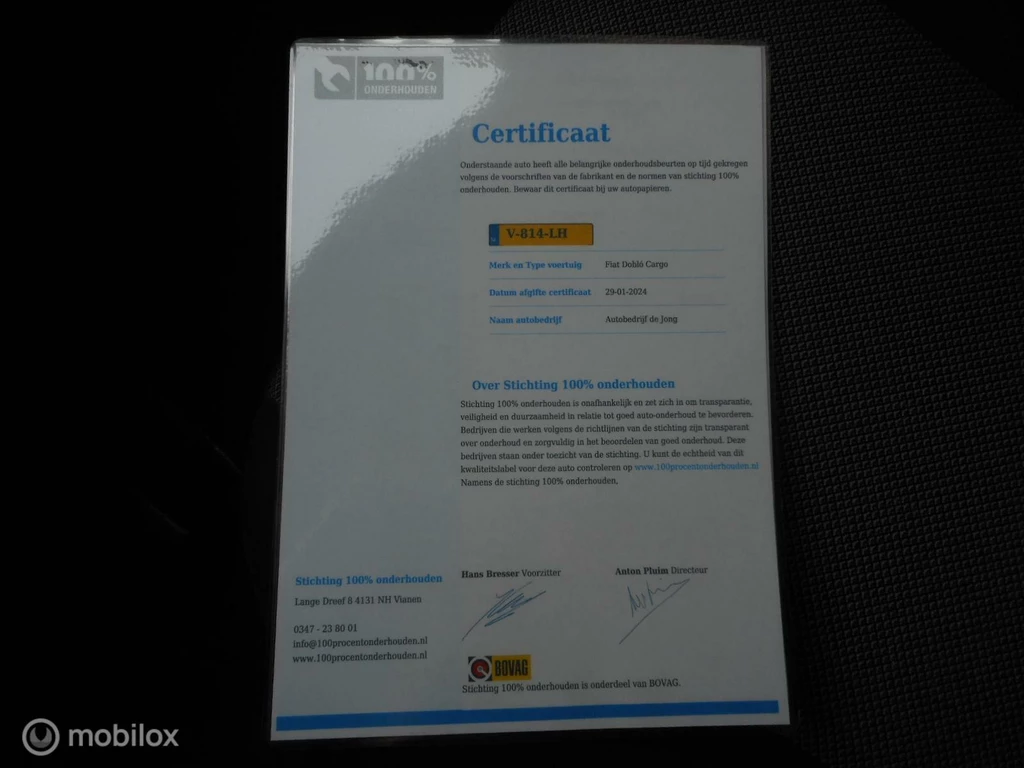 100%
ONDERHOUDEN
Certificaat
Onderstaande auto heeft alle belangrijke onderhoudsbeurten op tijd gekregen
volgens de voorschriften van de fabrikant en de normen van stichting 100%
onderhouden. Bewaar dit certificaat bij uw autopapieren.
V-814-LH
Merk en Type voertuig Fiat Dobló Cargo
Datum afgifte certificaat 29-01-2024
Naam autobedrijf Autobedrijf de Jong
Over Stichting 100% onderhouden
Stichting 100% onderhouden is onafhankelijk en zet zich in om transparantie,
veiligheid en duurzaamheid in relatie tot goed auto-onderhoud te bevorderen.
Bedrijven die werken volgens de richtlijnen van de stichting zijn transparant
over onderhoud en zorgvuldig in het beoordelen van goed onderhoud. Deze
bedrijven staan onder toezicht van de stichting. U kunt de echtheid van dit
kwaliteitslabel voor deze auto controleren op www.100procentonderhouden.nl
Namens de stichting 100% onderhouden.
Stichting 100% onderhouden
Lange Dreef 8 4131 NH Vianen
0347 - 23 80 01
info@100procentonderhouden.nl
www.100procentonderhouden.nl
Hans Bresser Voorzitter
Anton Pluim Directeur
BOVAG
Stichting 100% onderhouden is onderdeel van BOVAG.
mobilox